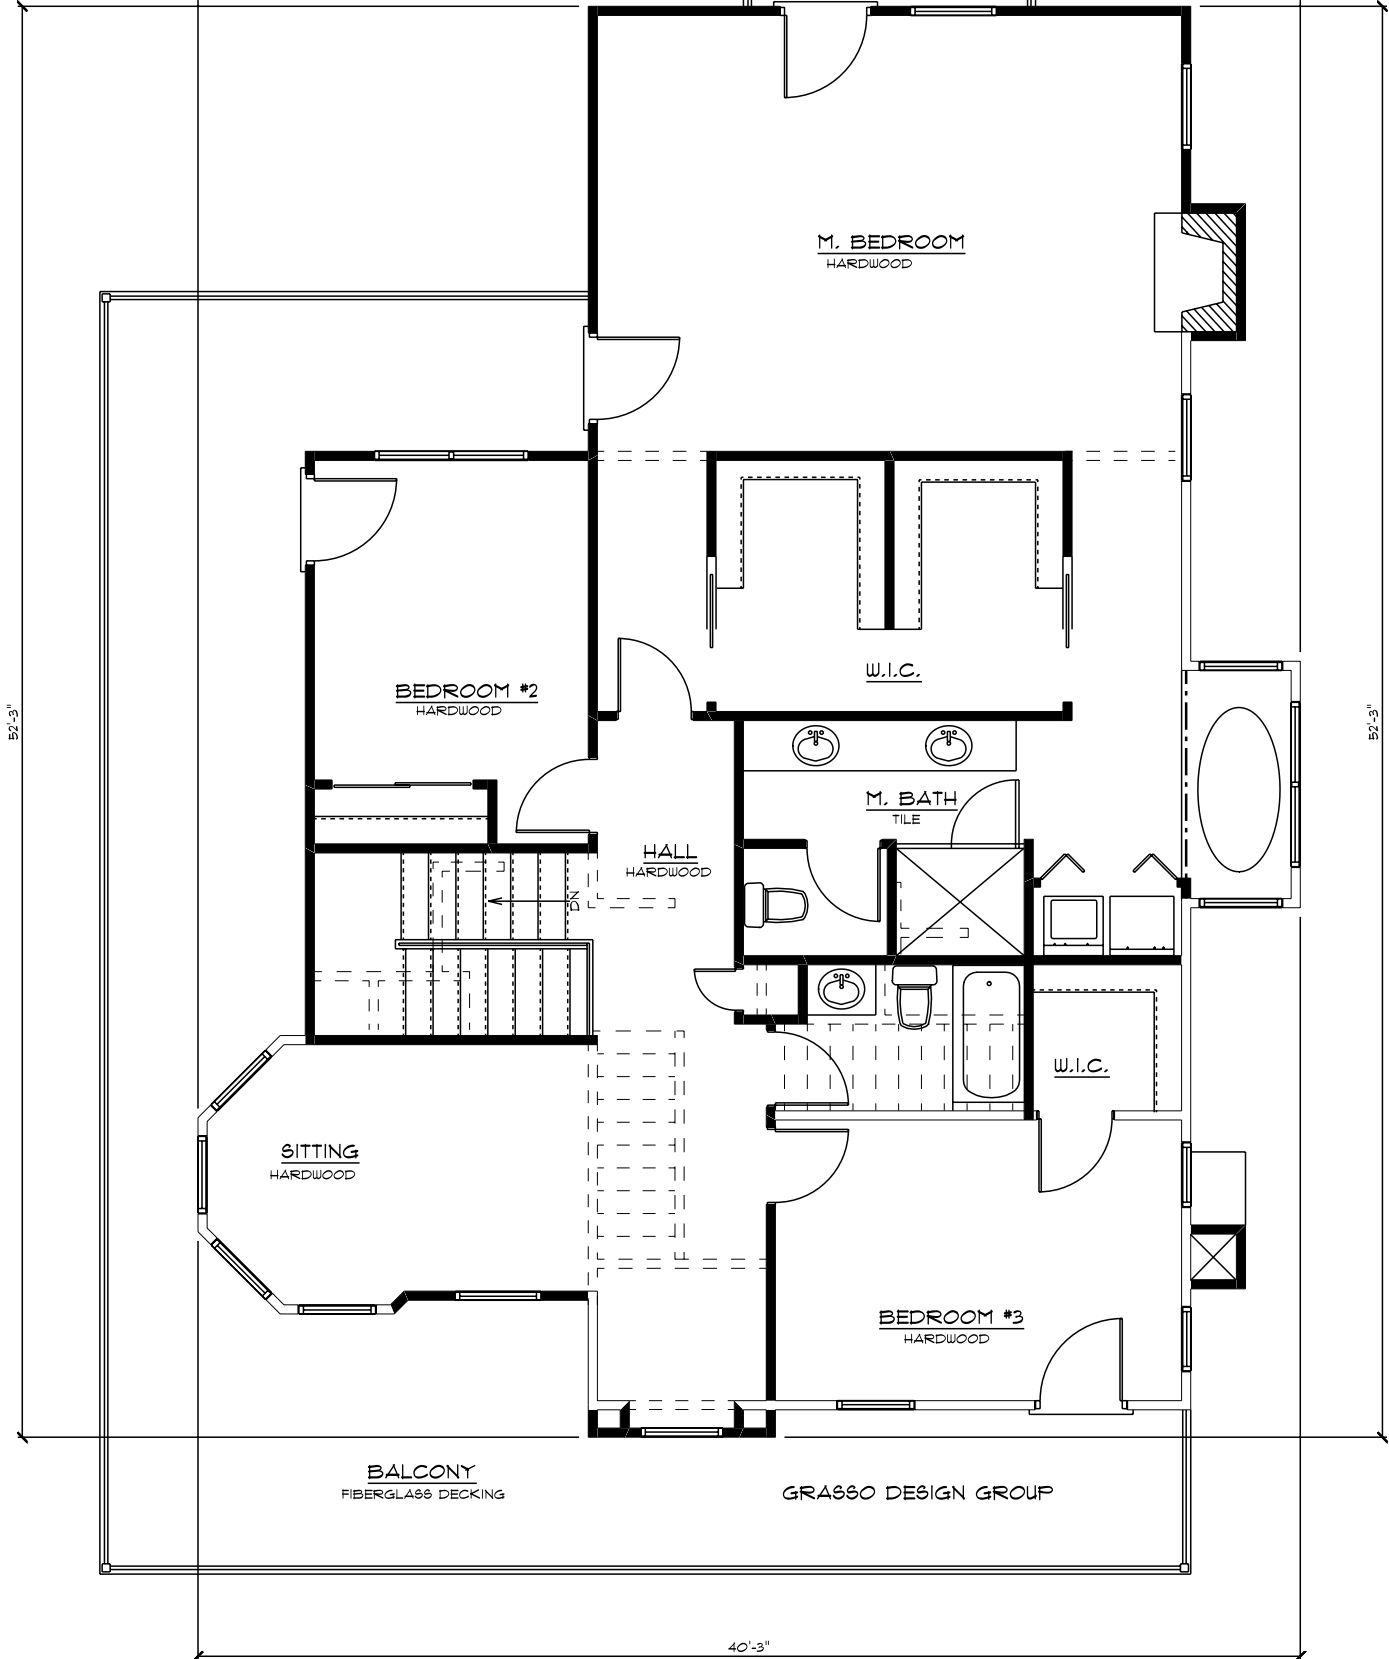 M. BEDROOM
HARDWOOD
W.I.C.
BEDROOM #2
HARDWOOD
52'-3"
52'-3"
M. BATH
TILE
HALL
HARDWOOD
DN
W.I.C.
SITTING
HARDWOOD
BEDROOM #3
HARDWOOD
BALCONY
FIBERGLASS DECKING
GRASSO DESIGN GROUP
40'-3"